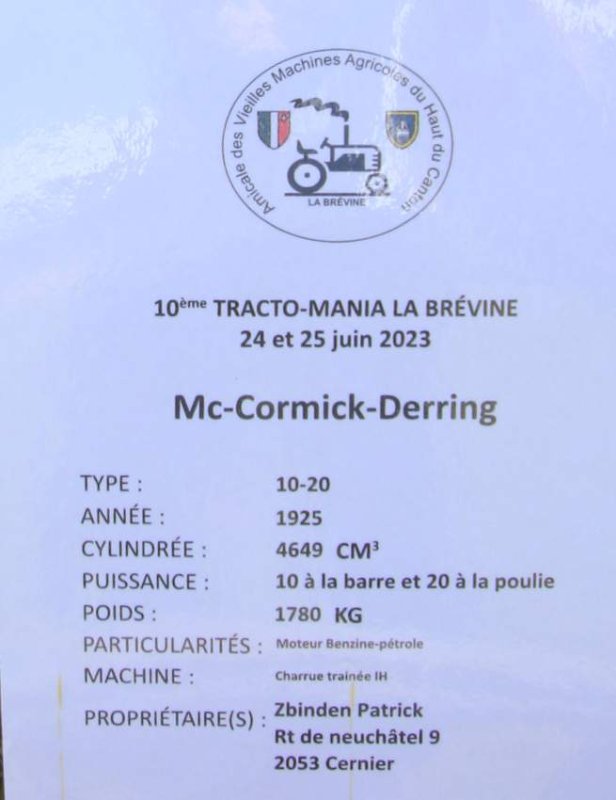 Amicale des Vieilles Machines Agricoles du Haut du Canton
LA BRÉVINE
10ème TRACTO-MANIA LA BRÉVINE
24 et 25 juin 2023
Mc-Cormick-Derring
TYPE : 10-20
ANNÉE : 1925
CYLINDRÉE : 4649 CM³
PUISSANCE : 10 à la barre et 20 à la poulie
POIDS : 1780 KG
PARTICULARITÉS : Moteur Benzine-pétrole
MACHINE : Charrue trainée IH
PROPRIÉTAIRE(S) : Zbinden Patrick
Rt de neuchâtel 9
2053 Cernier